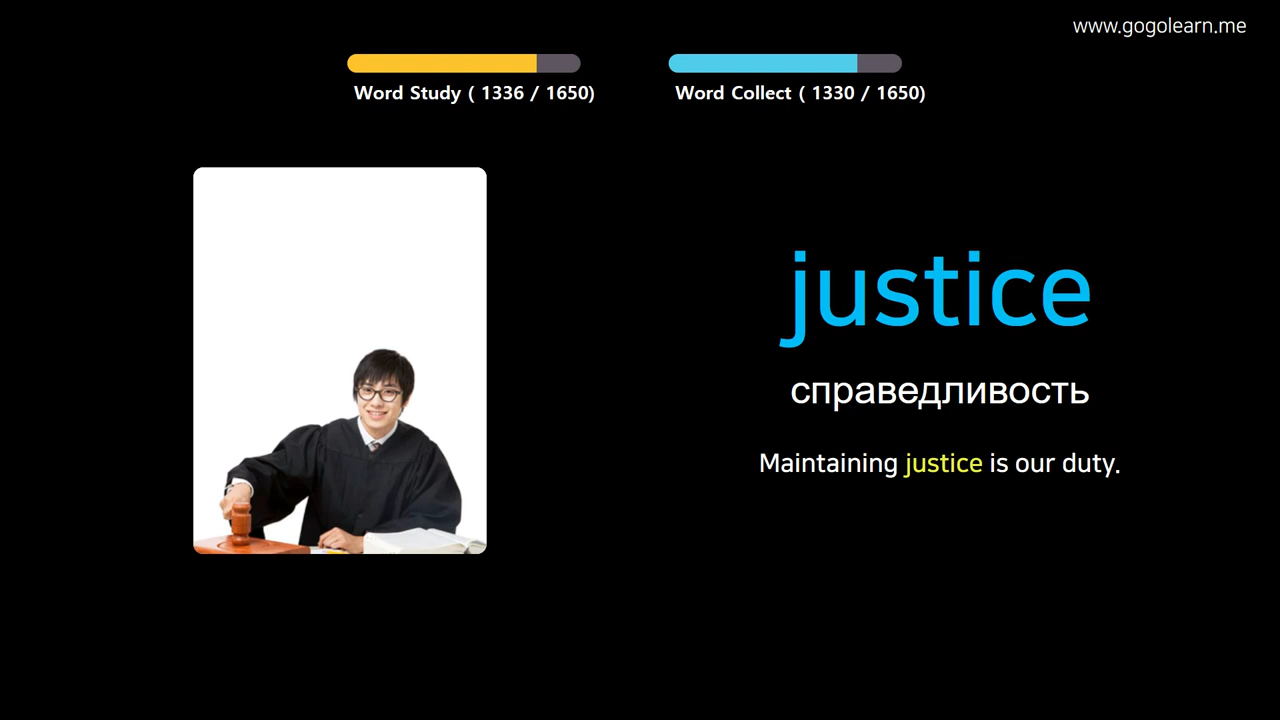 www.gogolearn.me
Word Study ( 1336 / 1650)
Word Collect ( 1330 / 1650)
justice
справедливость
Maintaining justice is our duty.